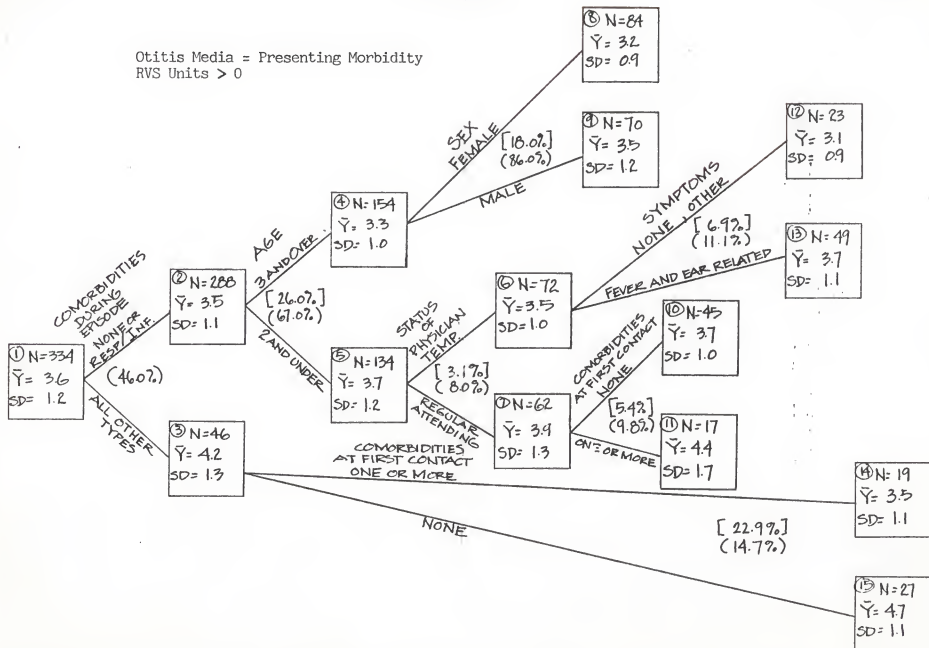 Otitis Media = Presenting Morbidity
RVS Units > 0
① N=334
Ȳ= 3.6
SD= 1.2
COMORBIDITIES
DURING
EPISODE
NONE OR
RESP/INF
(46.0%)
ALL OTHER
TYPES
② N=288
Ȳ= 3.5
SD= 1.1
③ N=46
Ȳ= 4.2
SD= 1.3
AGE
3 AND OVER
[26.0%]
(67.0%)
2 AND UNDER
④ N=154
Ȳ= 3.3
SD= 1.0
⑤ N=134
Ȳ= 3.7
SD= 1.2
SEX
FEMALE
[18.0%]
(86.0%)
MALE
⑧ N=84
Ȳ= 3.2
SD= 0.9
⑨ N=70
Ȳ= 3.5
SD= 1.2
STATUS
OF
PHYSICIAN
TEMP.
[3.1%]
(8.0%)
REGULAR
ATTENDING
⑥ N=72
Ȳ=3.5
SD=1.0
⑦ N=62
Ȳ= 3.9
SD= 1.3
SYMPTOMS
NONE, OTHER
[6.9%]
(11.1%)
FEVER AND EAR RELATED
⑫ N= 23
Ȳ= 3.1
SD= 0.9
⑬ N= 49
Ȳ= 3.7
SD= 1.1
COMORBIDITIES
AT FIRST CONTACT
NONE
[5.4%]
(9.8%)
ONE OR MORE
⑩ N=45
Ȳ= 3.7
SD= 1.0
⑪ N= 17
Ȳ= 4.4
SD= 1.7
COMORBIDITIES
AT FIRST CONTACT
ONE OR MORE
NONE
[22.9%]
(14.7%)
⑭ N= 19
Ȳ= 3.5
SD= 1.1
⑮ N=27
Ȳ= 4.7
SD= 1.1